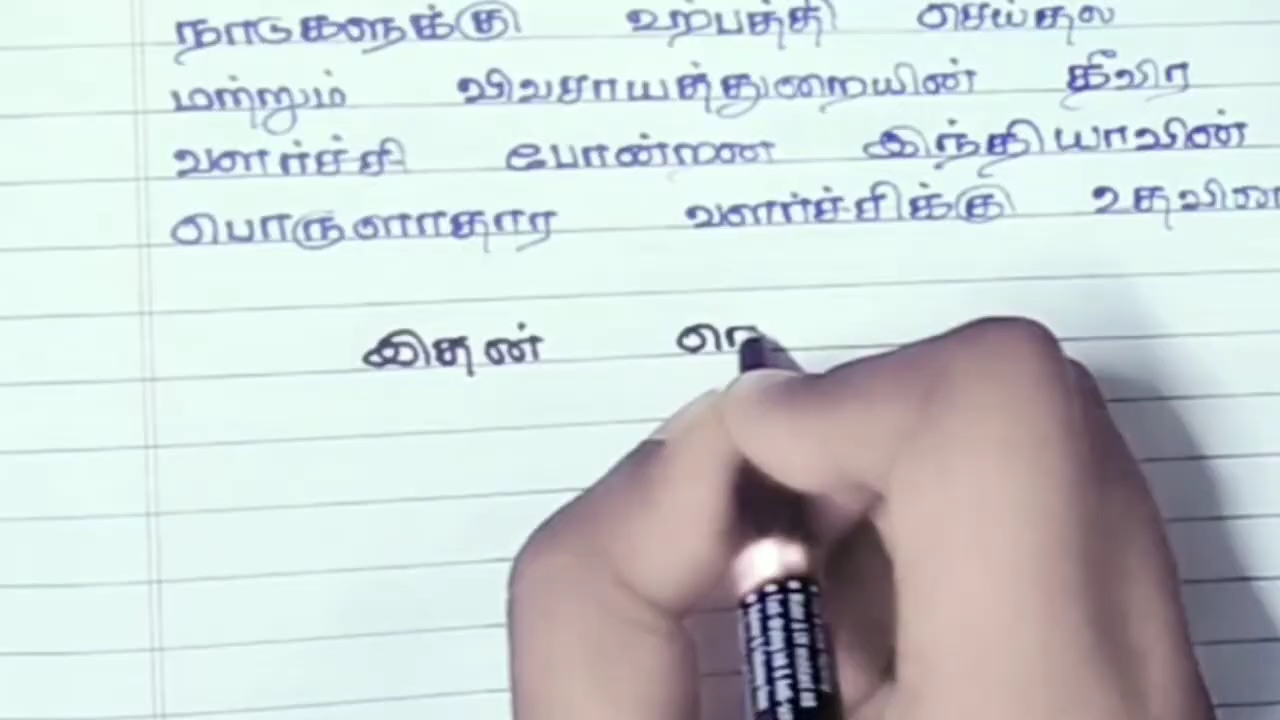 நாடுகளுக்கு உற்பத்தி செய்தல்
மற்றும் விவசாயத்துறையின் தீவிர
வளர்ச்சி போன்றன இந்தியாவின்
பொருளாதார வளர்ச்சிக்கு
இதன்